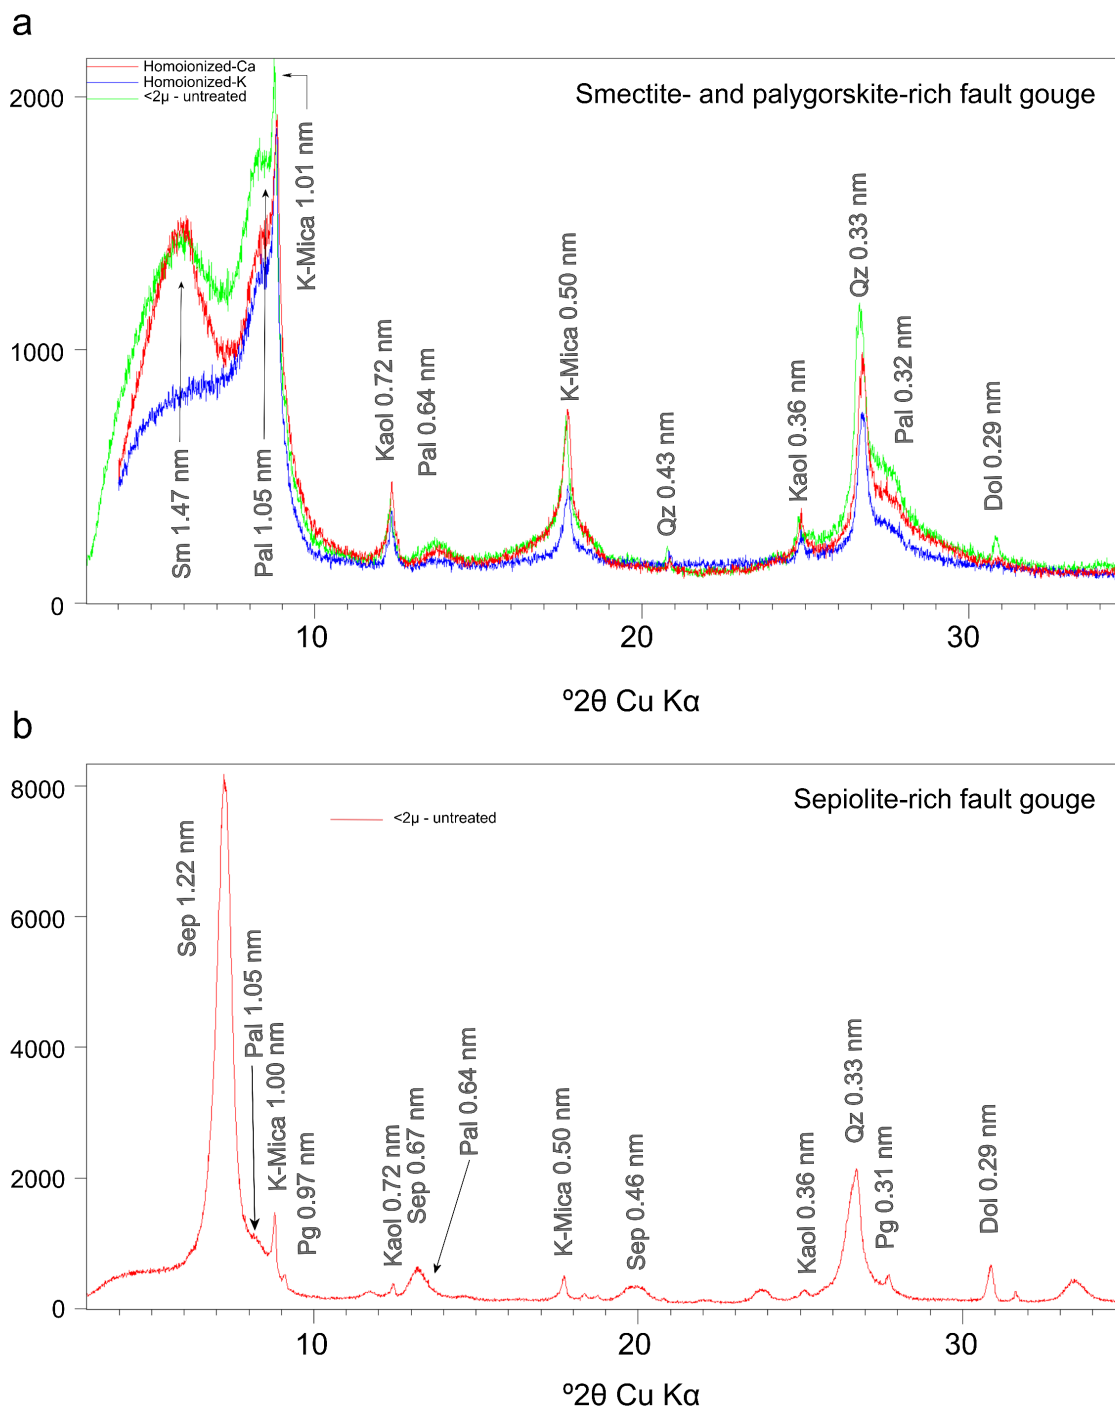 a
Homoionized-Ca
Homoionized-K
<2μ - untreated
Smectite- and palygorskite-rich fault gouge
2000
1000
0
Sm 1.47 nm
Pal 1.05 nm
K-Mica 1.01 nm
Kaol 0.72 nm
Pal 0.64 nm
K-Mica 0.50 nm
Qz 0.43 nm
Kaol 0.36 nm
Qz 0.33 nm
Pal 0.32 nm
Dol 0.29 nm
10
20
30
º2θ Cu Kα
b
<2μ - untreated
Sepiolite-rich fault gouge
8000
6000
4000
2000
0
Sep 1.22 nm
Pal 1.05 nm
K-Mica 1.00 nm
Pg 0.97 nm
Kaol 0.72 nm
Sep 0.67 nm
Pal 0.64 nm
K-Mica 0.50 nm
Sep 0.46 nm
Kaol 0.36 nm
Qz 0.33 nm
Pg 0.31 nm
Dol 0.29 nm
10
20
30
º2θ Cu Kα